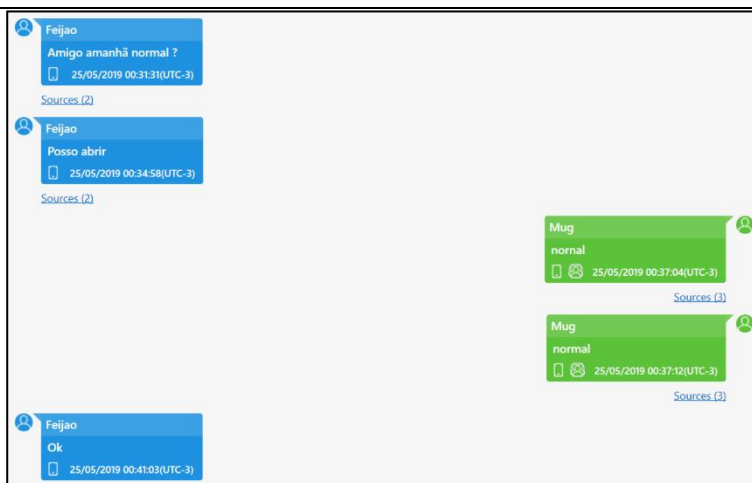 Feijao
Amigo amanhã normal ?
25/05/2019 00:31:31(UTC-3)
Sources (2)
Feijao
Posso abrir
25/05/2019 00:34:58(UTC-3)
Sources (2)
Mug
nornal
25/05/2019 00:37:04(UTC-3)
Sources (3)
Mug
normal
25/05/2019 00:37:12(UTC-3)
Sources (3)
Feijao
Ok
25/05/2019 00:41:03(UTC-3)